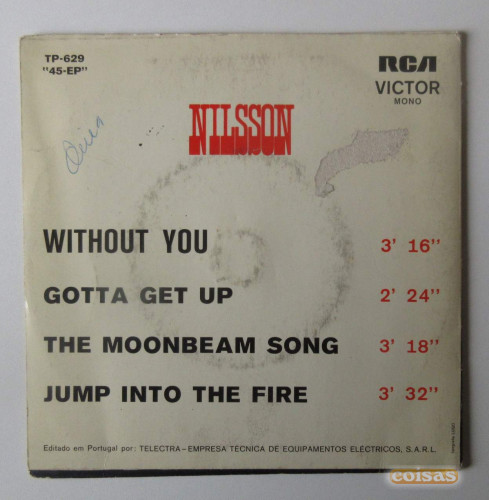 TP-629
"45-EP"
RCA
VICTOR
MONO
NILSSON
WITHOUT YOU 3' 16''
GOTTA GET UP 2' 24''
THE MOONBEAM SONG 3' 18''
JUMP INTO THE FIRE 3' 32''
Editado em Portugal por: TELECTRA—EMPRESA TÉCNICA DE EQUIPAMENTOS ELÉCTRICOS, S.A.R.L.
coisas